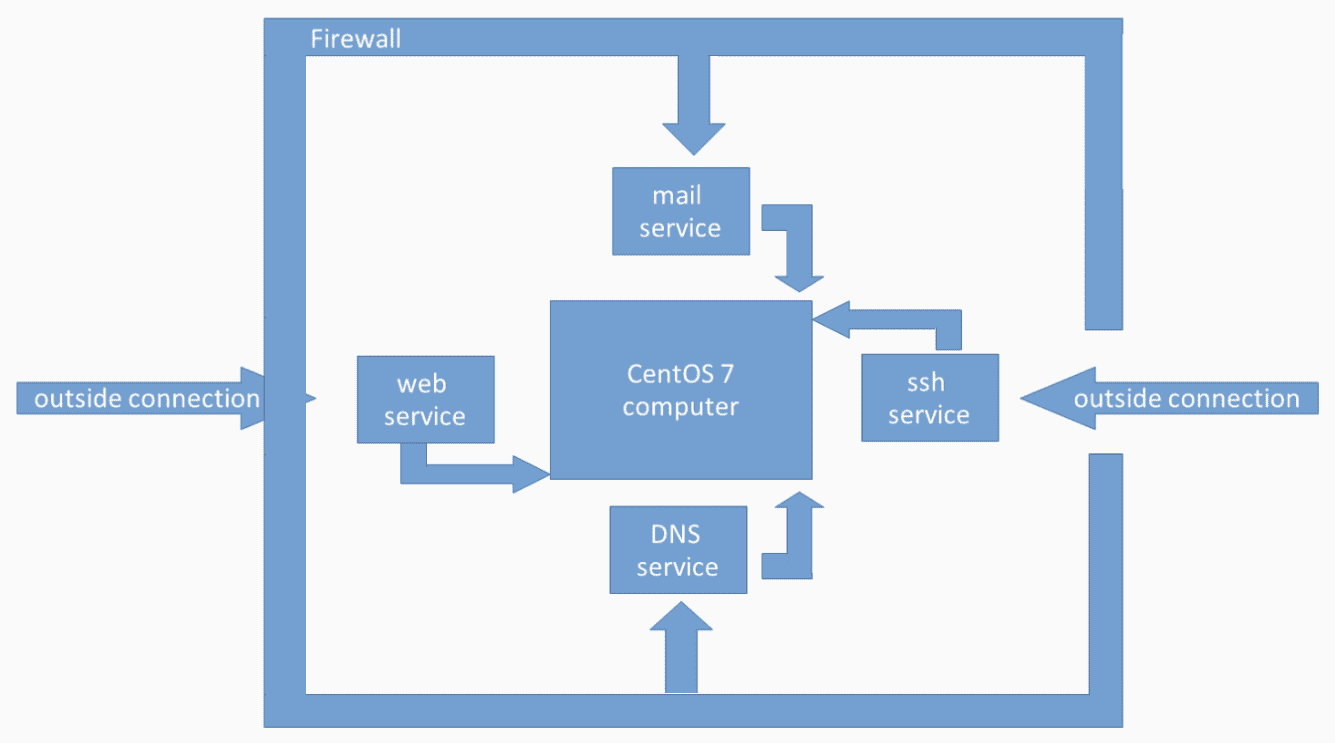 Firewall
mail
service
CentOS 7
computer
web
service
ssh
service
outside connection
outside connection
DNS
service